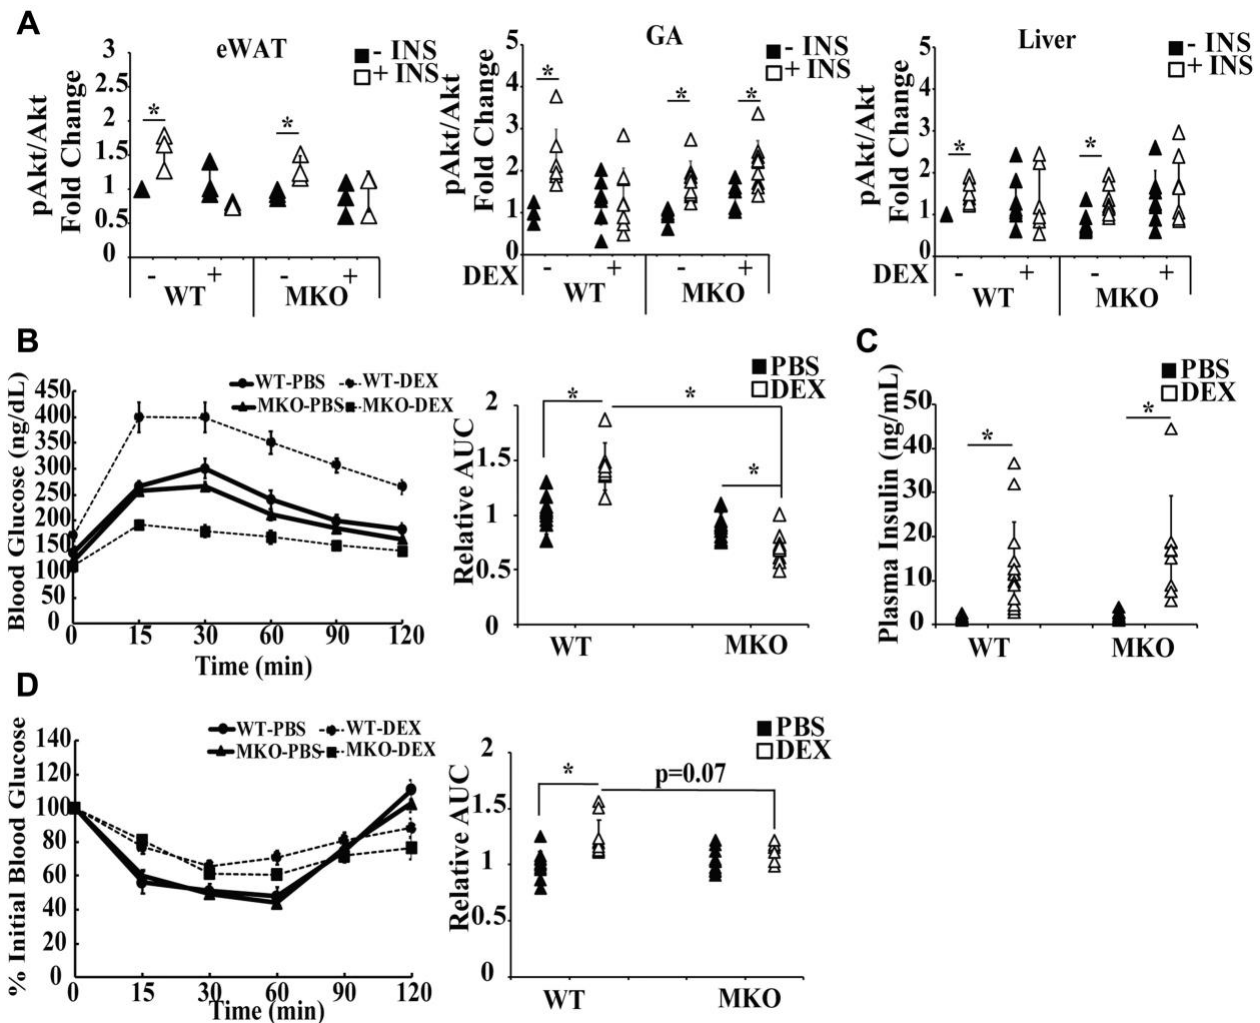 A
eWAT
- INS
+ INS
pAkt/Akt
Fold Change
3
2.5
2
1.5
1
0.5
0
*
*
- + - +
WT MKO
GA
- INS
+ INS
pAkt/Akt
Fold Change
5
4
3
2
1
0
*
*
*
DEX - + - +
WT MKO
Liver
- INS
+ INS
pAkt/Akt
Fold Change
5
4
3
2
1
0
*
*
DEX - + - +
WT MKO
B
WT-PBS WT-DEX
MKO-PBS MKO-DEX
Blood Glucose (ng/dL)
450
400
350
300
250
200
150
100
50
0
0 15 30 60 90 120
Time (min)
PBS
DEX
Relative AUC
2
1.5
1
0.5
0
*
*
*
WT MKO
C
PBS
DEX
Plasma Insulin (ng/mL)
50
40
30
20
10
0
*
*
WT MKO
D
WT-PBS WT-DEX
MKO-PBS MKO-DEX
% Initial Blood Glucose
140
120
100
80
60
40
20
0
0 15 30 60 90 120
Time (min)
PBS
DEX
Relative AUC
2
1.5
1
0.5
0
*
p=0.07
WT MKO